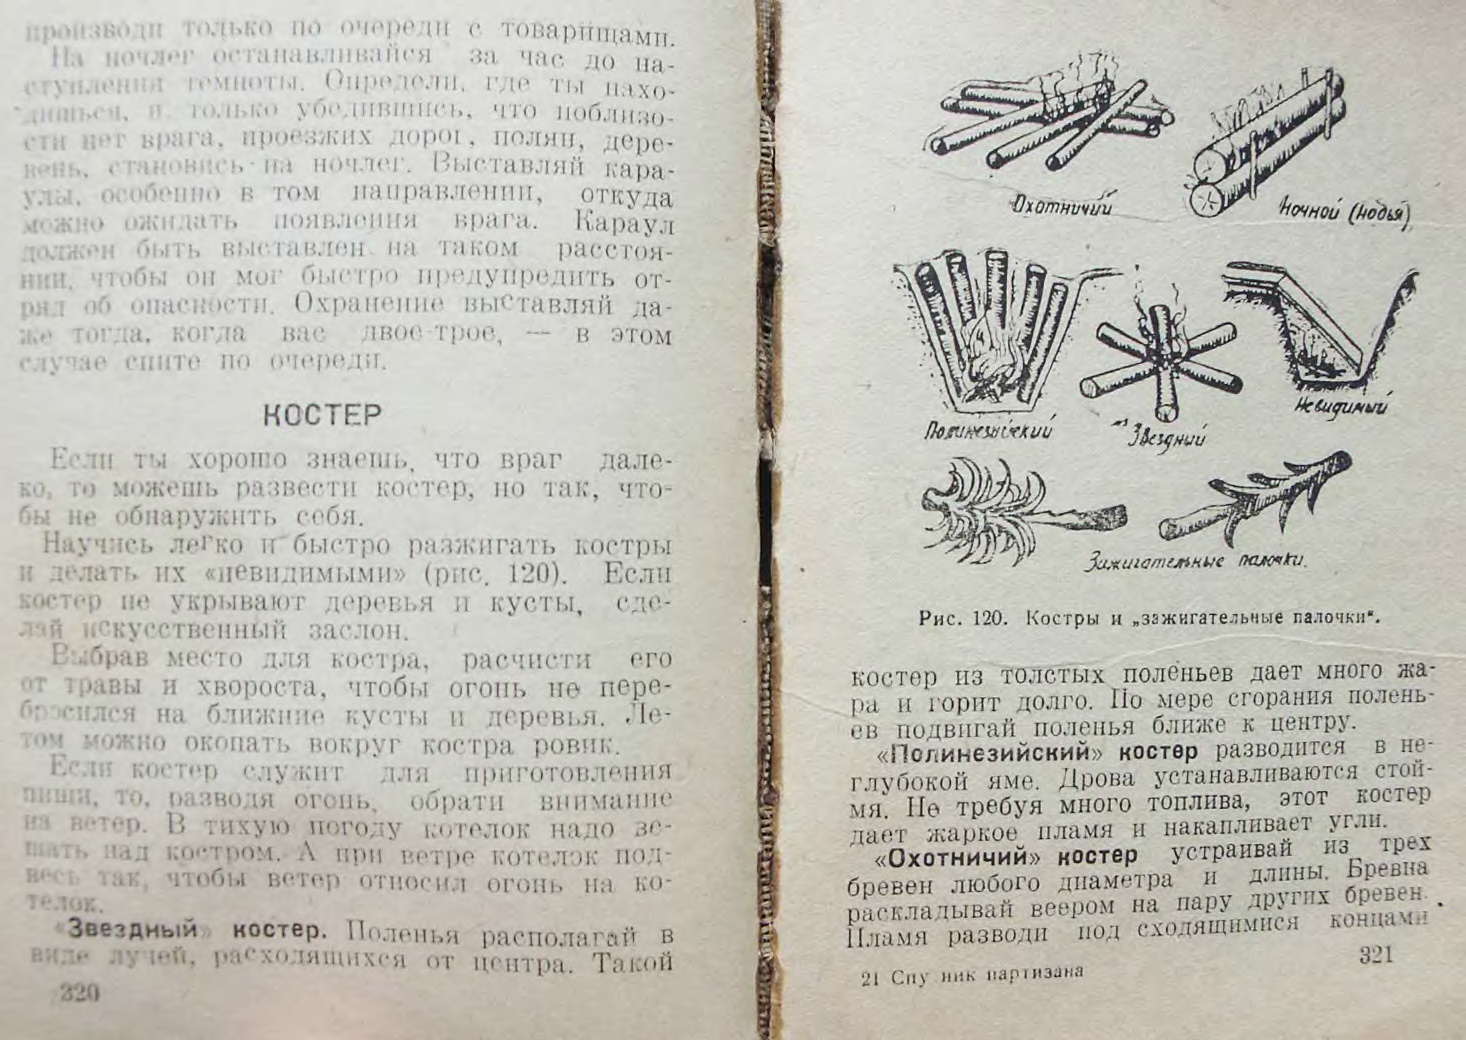 производи только по очереди с товарищами.
На ночлег останавливайся за час до на-
ступления темноты. Определи, где ты нахо-
дишься, и только убедившись, что поблизо-
сти нет врага, проезжих дорог, полян, дере-
вень, становись на ночлег. Выставляй кара-
улы, особенно в том направлении, откуда
можно ожидать появления врага. Караул
должен быть выставлен на таком расстоя-
нии, чтобы он мог быстро предупредить от-
ряд об опасности. Охранение выставляй да-
же тогда, когда вас двое-трое, — в этом
случае спите по очереди.
КОСТЕР
Если ты хорошо знаешь, что враг дале-
ко, то можешь развести костер, но так, что-
бы не обнаружить себя.
Научись легко и быстро разжигать костры
и делать их «невидимыми» (рис. 120). Если
костер не укрывают деревья и кусты, сде-
лай искусственный заслон.
Выбрав место для костра, расчисти его
от травы и хвороста, чтобы огонь не пере-
бросился на ближние кусты и деревья. Ле-
том можно окопать вокруг костра ровик.
Если костер служит для приготовления
пищи, то, разводя огонь, обрати внимание
на ветер. В тихую погоду котелок надо ве-
шать над костром. А при ветре котелок под-
весь так, чтобы ветер относил огонь на ко-
телок.
Звездный костер. Поленья располагай в
виде лучей, расходящихся от центра. Такой
320
Охотничий
Ночной (Нодья)
Полинезийский
Звездный
Невидимый
Зажигательные палочки.
Рис. 120. Костры и „зажигательные палочки“.
костер из толстых поленьев дает много жа-
ра и горит долго. По мере сгорания полень-
ев подвигай поленья ближе к центру.
«Полинезийский» костер разводится в не-
глубокой яме. Дрова устанавливаются стой-
мя. Не требуя много топлива, этот костер
дает жаркое пламя и накапливает угли.
«Охотничий» костер устраивай из трех
бревен любого диаметра и длины. Бревна
раскладывай веером на пару других бревен.
Пламя разводи под сходящимися концами
21 Спу ник партизана
321